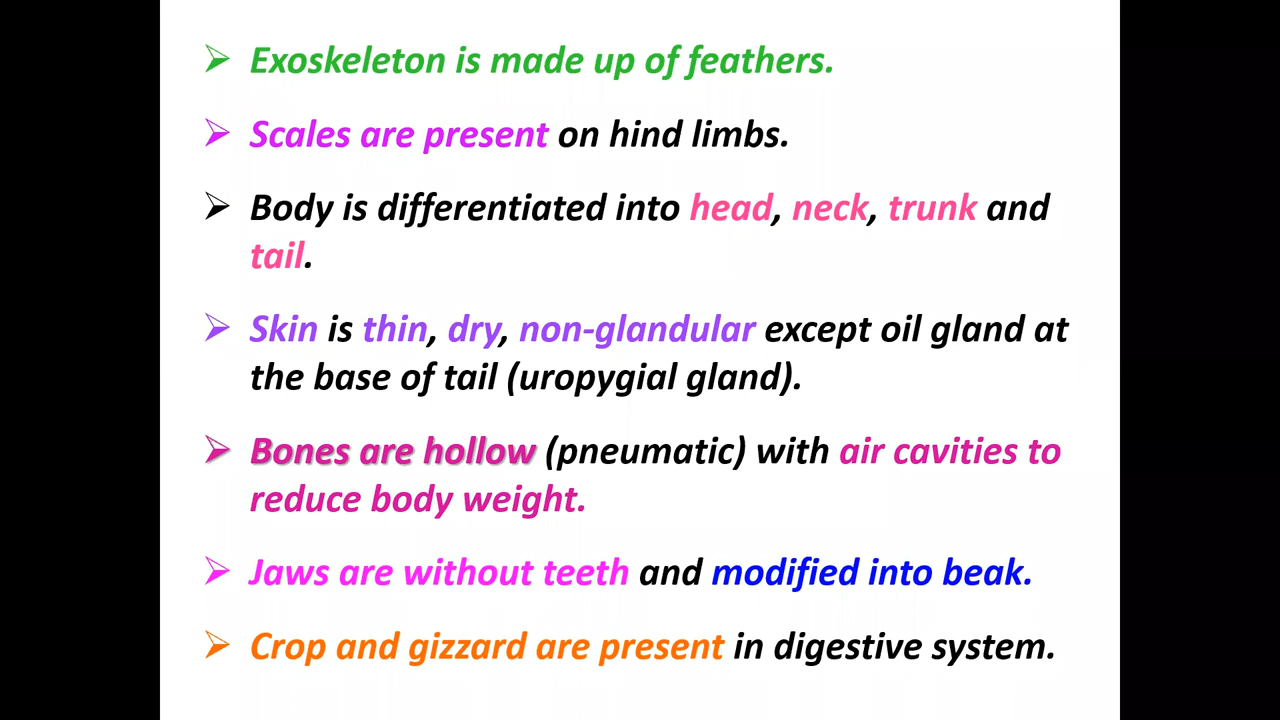 ➢ Exoskeleton is made up of feathers.
➢ Scales are present on hind limbs.
➢ Body is differentiated into head, neck, trunk and
tail.
➢ Skin is thin, dry, non-glandular except oil gland at
the base of tail (uropygial gland).
➢ Bones are hollow (pneumatic) with air cavities to
reduce body weight.
➢ Jaws are without teeth and modified into beak.
➢ Crop and gizzard are present in digestive system.